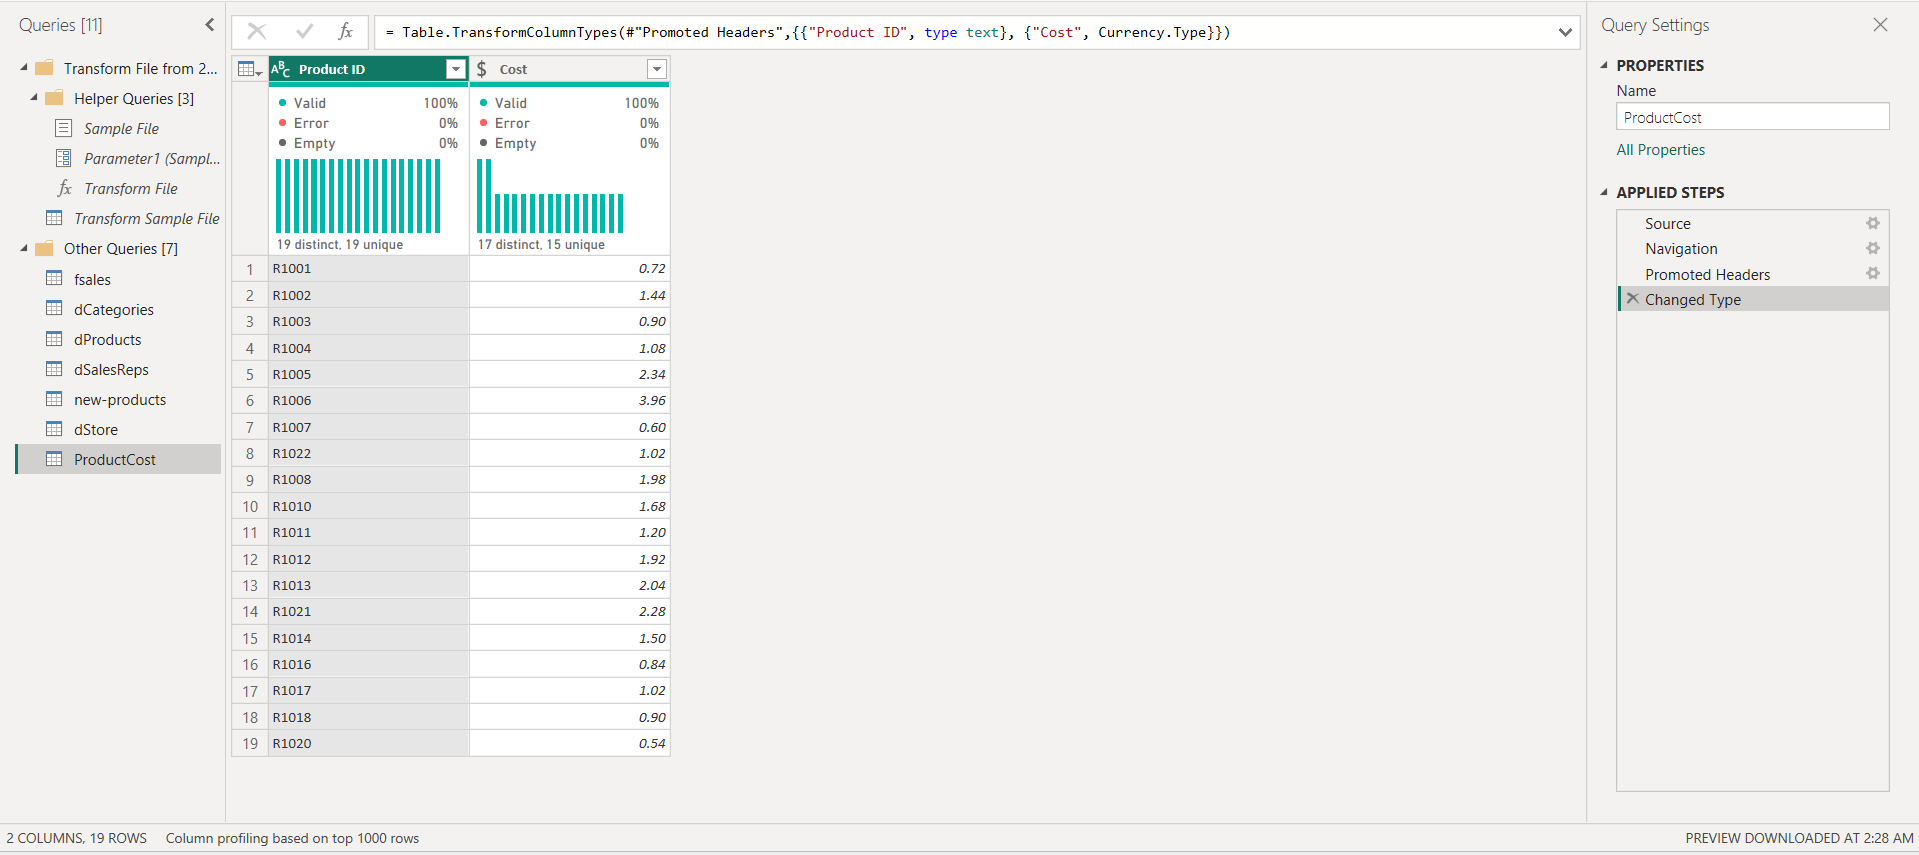 Queries [11]
Transform File from 2...
Helper Queries [3]
Sample File
Parameter1 (Sampl...
fx Transform File
Transform Sample File
Other Queries [7]
fsales
dCategories
dProducts
dSalesReps
new-products
dStore
ProductCost
fx = Table.TransformColumnTypes(#"Promoted Headers",{{"Product ID", type text}, {"Cost", Currency.Type}})
ABC Product ID $ Cost
Valid 100% Valid 100%
Error 0% Error 0%
Empty 0% Empty 0%
19 distinct, 19 unique 17 distinct, 15 unique
1 R1001 0.72
2 R1002 1.44
3 R1003 0.90
4 R1004 1.08
5 R1005 2.34
6 R1006 3.96
7 R1007 0.60
8 R1022 1.02
9 R1008 1.98
10 R1010 1.68
11 R1011 1.20
12 R1012 1.92
13 R1013 2.04
14 R1021 2.28
15 R1014 1.50
16 R1016 0.84
17 R1017 1.02
18 R1018 0.90
19 R1020 0.54
Query Settings
PROPERTIES
Name
ProductCost
All Properties
APPLIED STEPS
Source
Navigation
Promoted Headers
Changed Type
2 COLUMNS, 19 ROWS Column profiling based on top 1000 rows
PREVIEW DOWNLOADED AT 2:28 AM